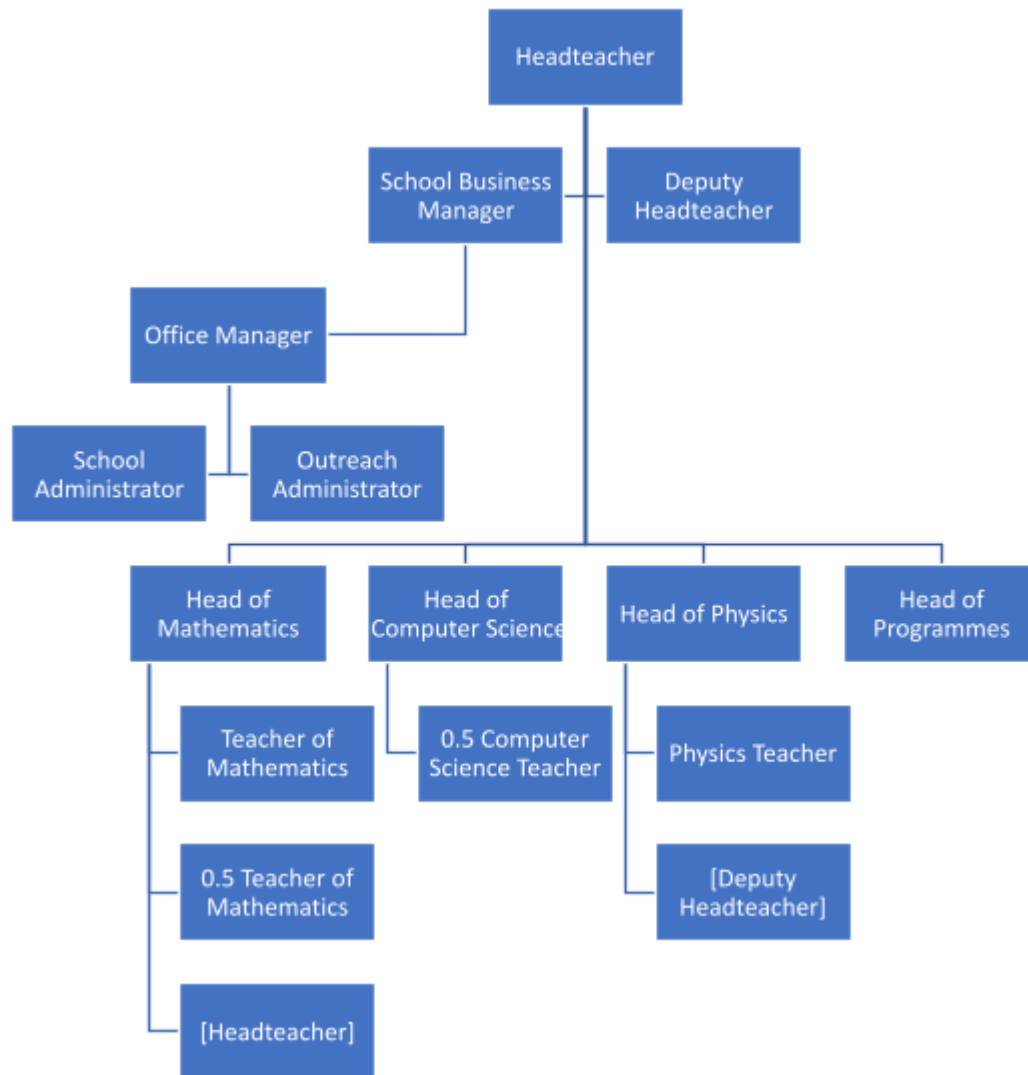 Headteacher
School Business
Manager
Deputy
Headteacher
Office Manager
School
Administrator
Outreach
Administrator
Head of
Mathematics
Head of
Computer Science
Head of Physics
Head of
Programmes
Teacher of
Mathematics
0.5 Computer
Science Teacher
Physics Teacher
0.5 Teacher of
Mathematics
[Deputy
Headteacher]
[Headteacher]